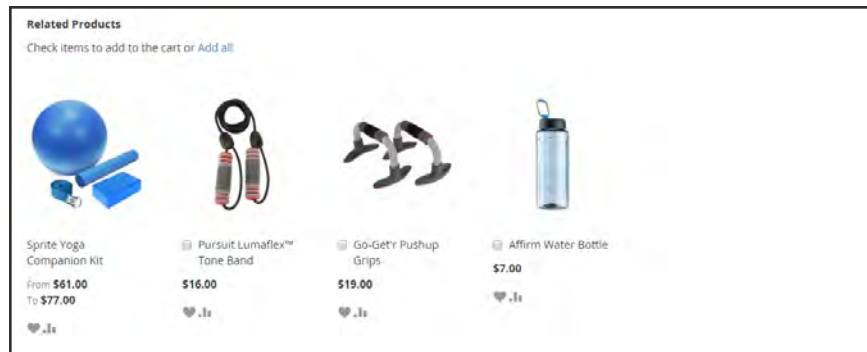 Related Products
Check items to add to the cart or Add all
Sprite Yoga
Companion Kit
From $61.00
To $77.00
Pursuit Lumaflex™
Tone Band
$16.00
Go-Get'r Pushup
Grips
$19.00
Affirm Water Bottle
$7.00